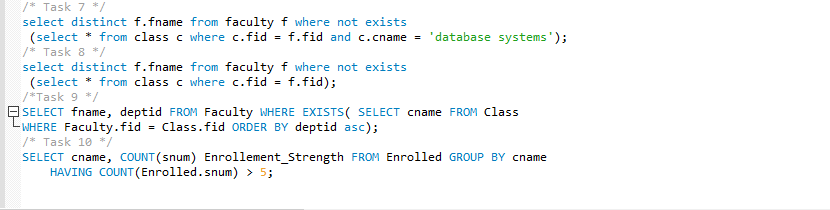 /* Task 7 */
select distinct f.fname from faculty f where not exists
(select * from class c where c.fid = f.fid and c.cname = 'database systems');
/* Task 8 */
select distinct f.fname from faculty f where not exists
(select * from class c where c.fid = f.fid);
/*Task 9 */
SELECT fname, deptid FROM Faculty WHERE EXISTS( SELECT cname FROM Class
WHERE Faculty.fid = Class.fid ORDER BY deptid asc);
/* Task 10 */
SELECT cname, COUNT(snum) Enrollement_Strength FROM Enrolled GROUP BY cname
HAVING COUNT(Enrolled.snum) > 5;